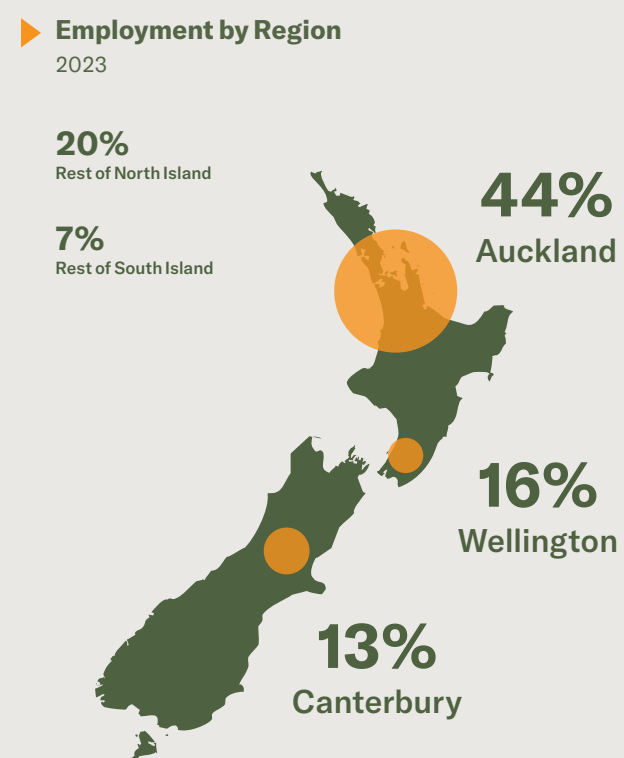 Employment by Region
2023
20%
Rest of North Island
7%
Rest of South Island
44%
Auckland
16%
Wellington
13%
Canterbury